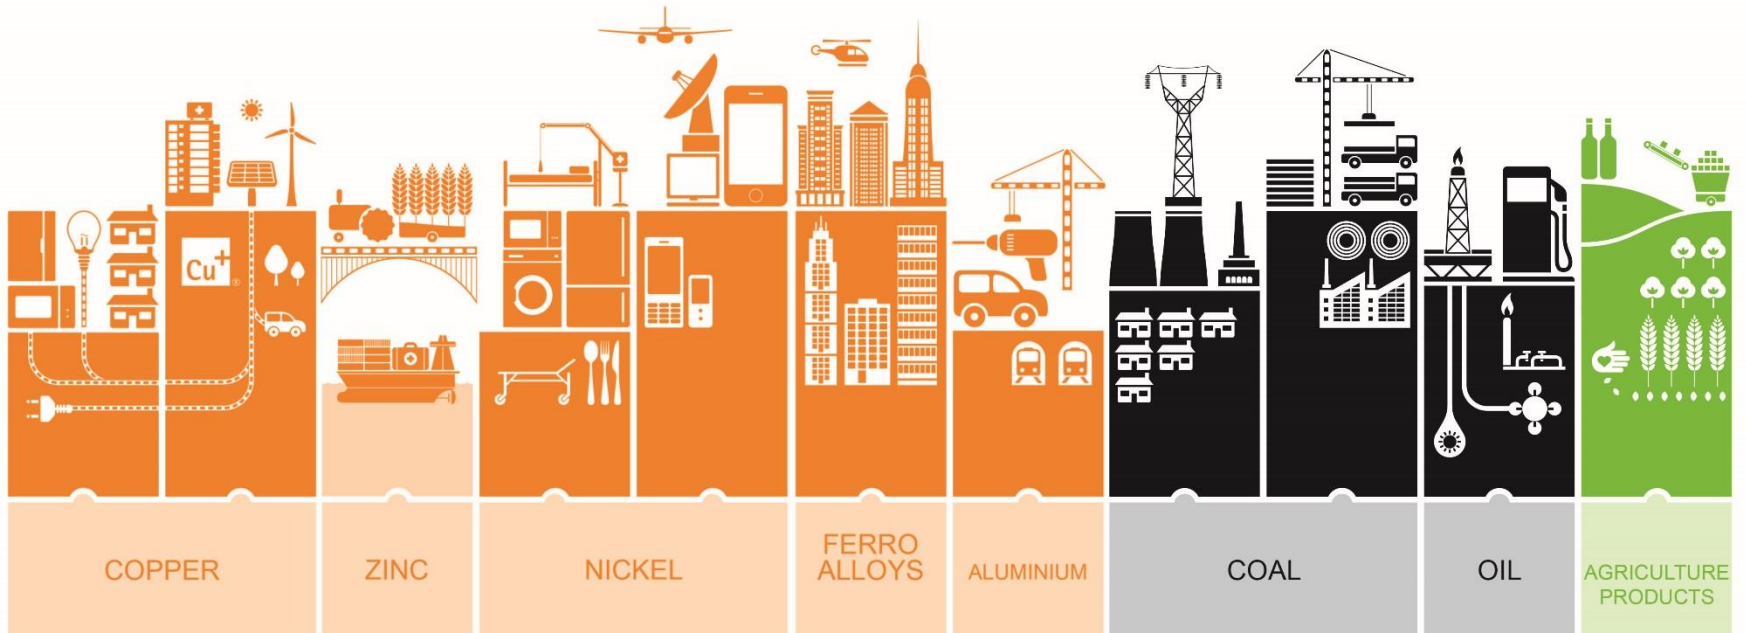 Cu+
®
COPPER
ZINC
NICKEL
FERRO
ALLOYS
ALUMINIUM
COAL
OIL
AGRICULTURE
PRODUCTS